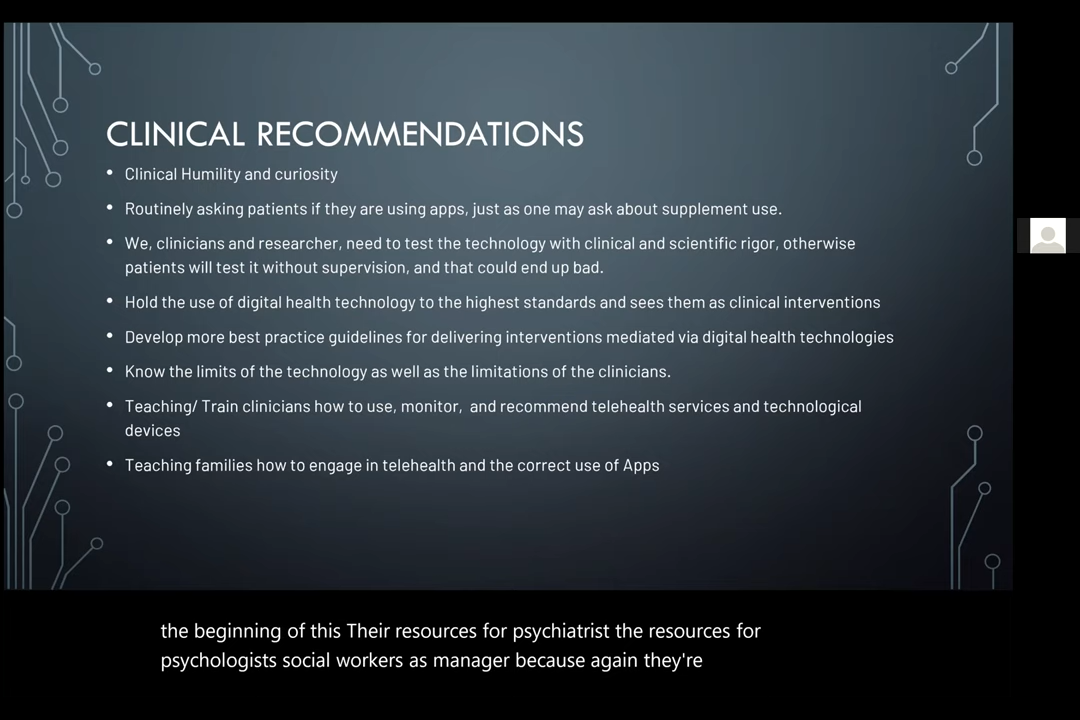 CLINICAL RECOMMENDATIONS
• Clinical Humility and curiosity
• Routinely asking patients if they are using apps, just as one may ask about supplement use.
• We, clinicians and researcher, need to test the technology with clinical and scientific rigor, otherwise
patients will test it without supervision, and that could end up bad.
• Hold the use of digital health technology to the highest standards and sees them as clinical interventions
• Develop more best practice guidelines for delivering interventions mediated via digital health technologies
• Know the limits of the technology as well as the limitations of the clinicians.
• Teaching/ Train clinicians how to use, monitor,  and recommend telehealth services and technological
devices
• Teaching families how to engage in telehealth and the correct use of Apps
the beginning of this Their resources for psychiatrist the resources for
psychologists social workers as manager because again they're